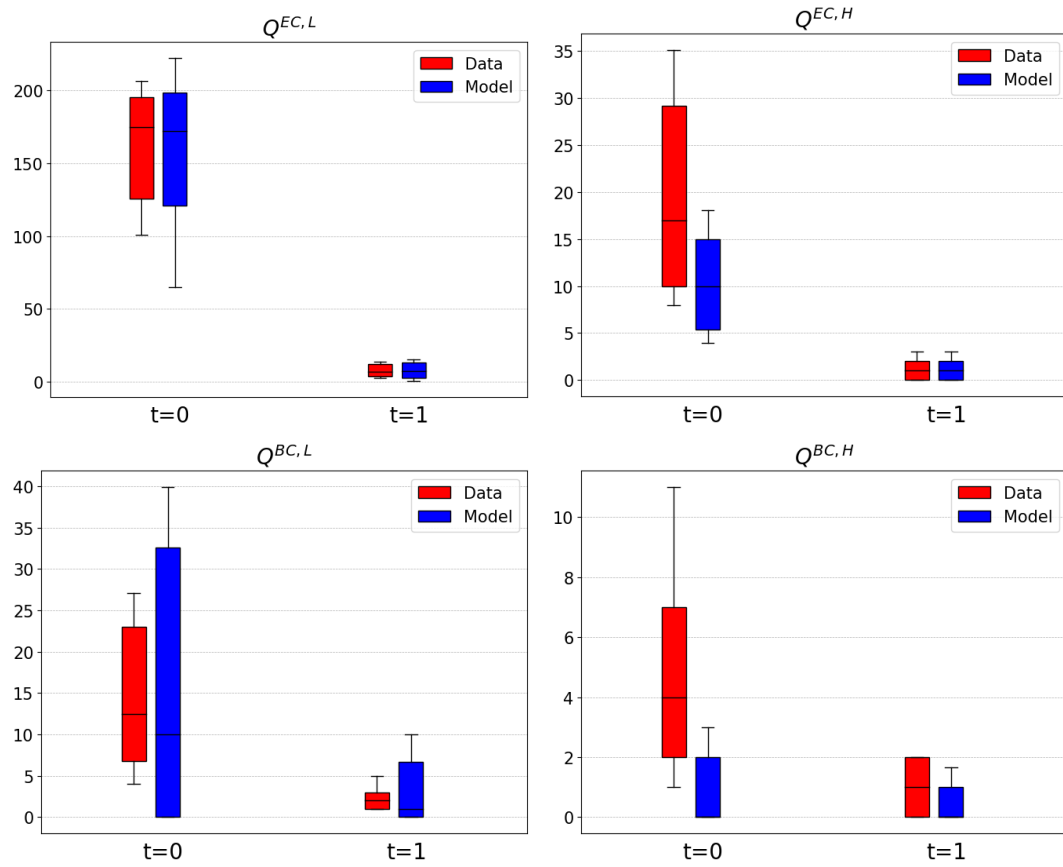 Q^{EC, L}
200
150
100
50
0
Data
Model
t=0
t=1
Q^{EC, H}
35
30
25
20
15
10
5
0
Data
Model
t=0
t=1
Q^{BC, L}
40
35
30
25
20
15
10
5
0
Data
Model
t=0
t=1
Q^{BC, H}
10
8
6
4
2
0
Data
Model
t=0
t=1